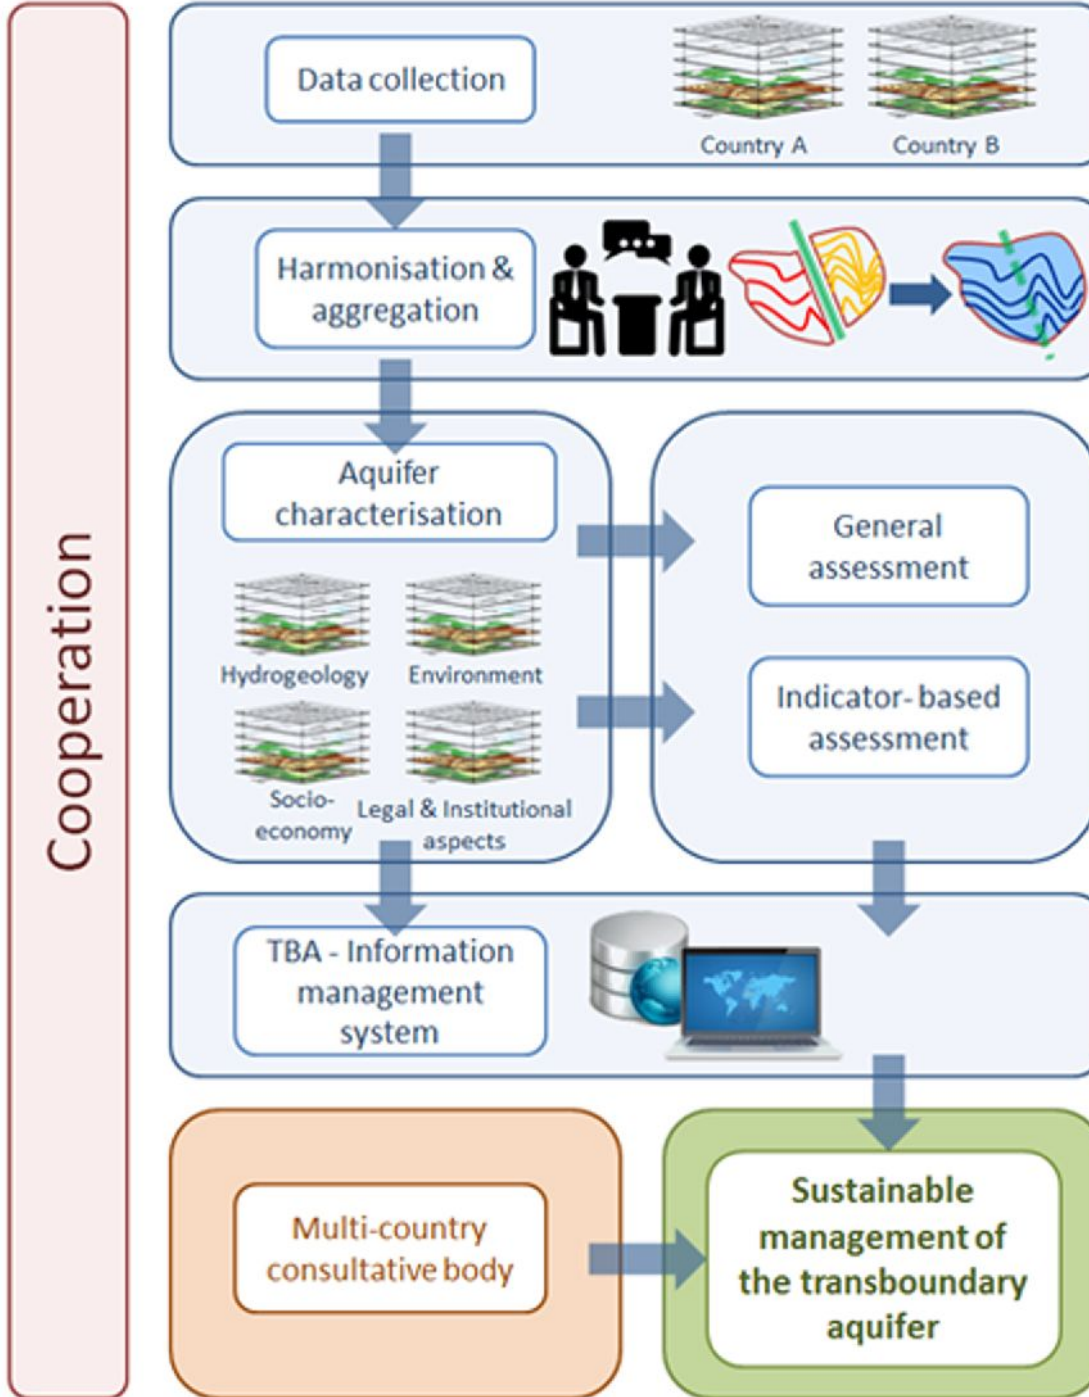 Cooperation
Data collection
Country A
Country B
Harmonisation &
aggregation
Aquifer
characterisation
Hydrogeology
Environment
Socio-
economy
Legal & Institutional
aspects
General
assessment
Indicator-based
assessment
TBA - Information
management
system
Multi-country
consultative body
Sustainable
management of
the transboundary
aquifer